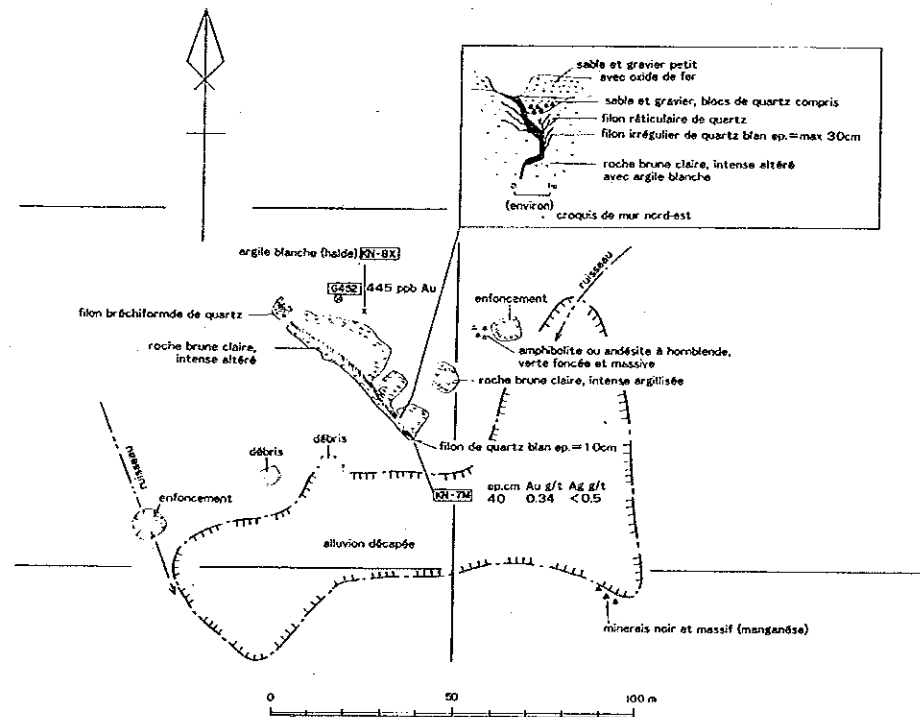 sable et gravier petit
avec oxide de fer
sable et gravier, blocs de quartz compris
filon réticulaire de quartz
filon irrégulier de quartz blan ep.=max 30cm
roche brune claire, intense altéré
avec argile blanche
0 1m
(environ)
croquis de mur nord-est
argile blanche (halde) KN-8X
G452 445 ppb Au
filon bréchiformde de quartz
roche brune claire,
intense altéré
enfoncement
ruisseau
amphibolite ou andésite à hornblende,
verte foncée et massive
roche brune claire, intense argillisée
filon de quartz blan ep.=10cm
débris
débris
ruisseau
enfoncement
KN-7M
ep.cm Au g/t Ag g/t
40 0.34 <0.5
alluvion décapée
minerais noir et massif (manganése)
0 50 100 m